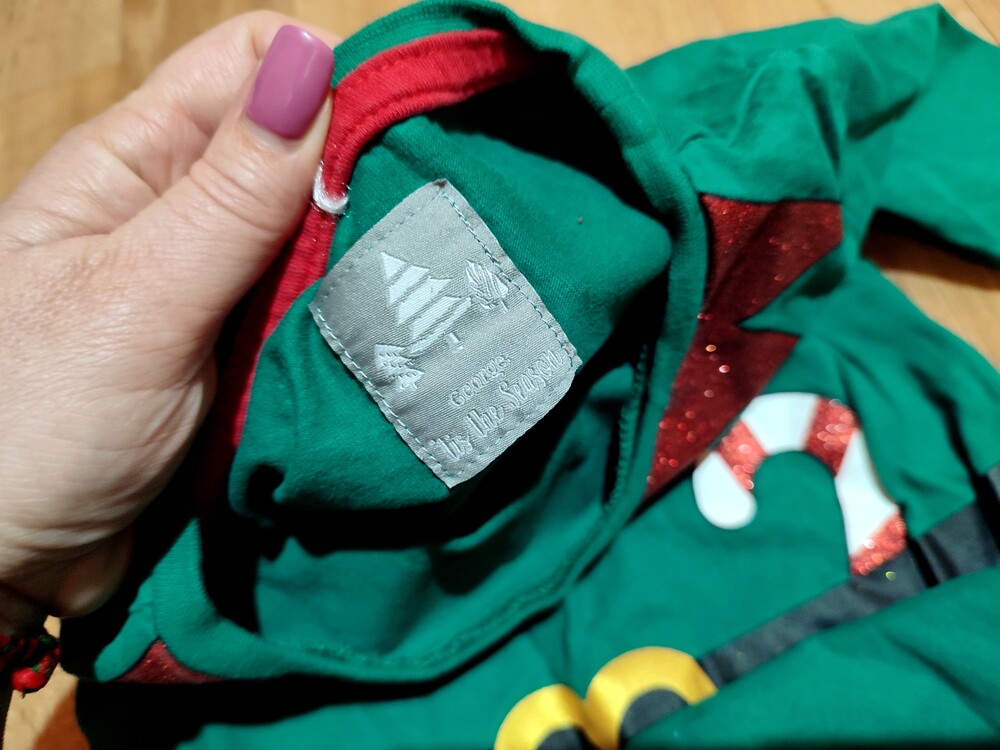 George
'tis the Season